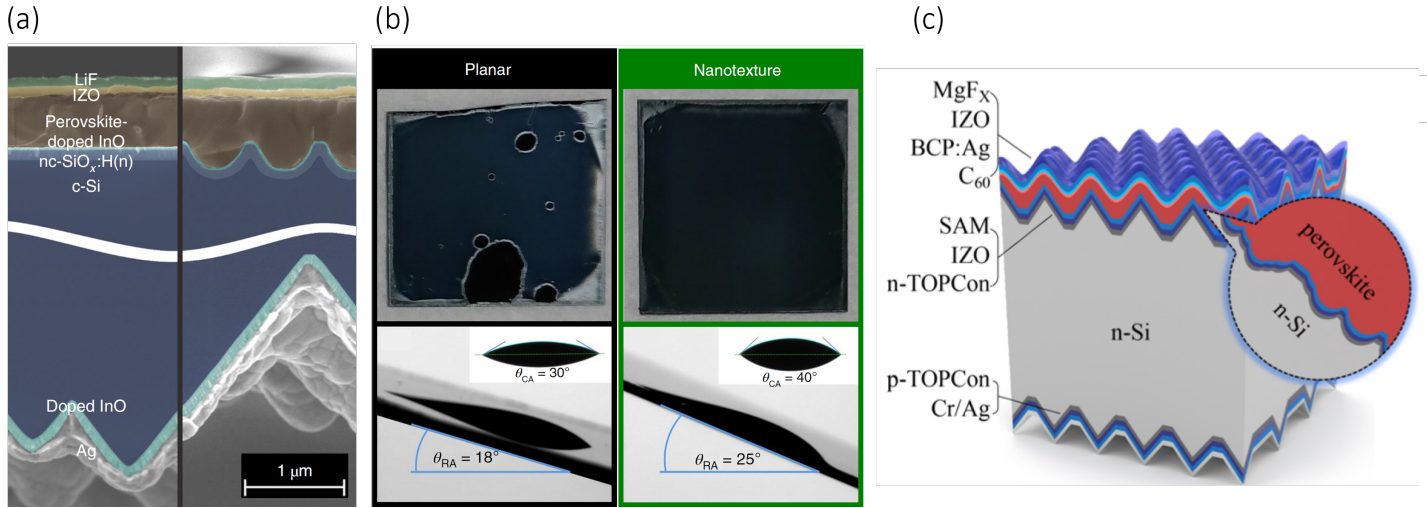 (a)
LiF
IZO
Perovskite-
doped InO
nc-SiOₓ:H(n)
c-Si
Doped InO
Ag
1 μm
(b)
Planar
Nanotexture
θCA = 30°
θRA = 18°
θCA = 40°
θRA = 25°
(c)
MgFX
IZO
BCP:Ag
C₆₀
SAM
IZO
n-TOPCon
n-Si
p-TOPCon
Cr/Ag
perovskite
n-Si